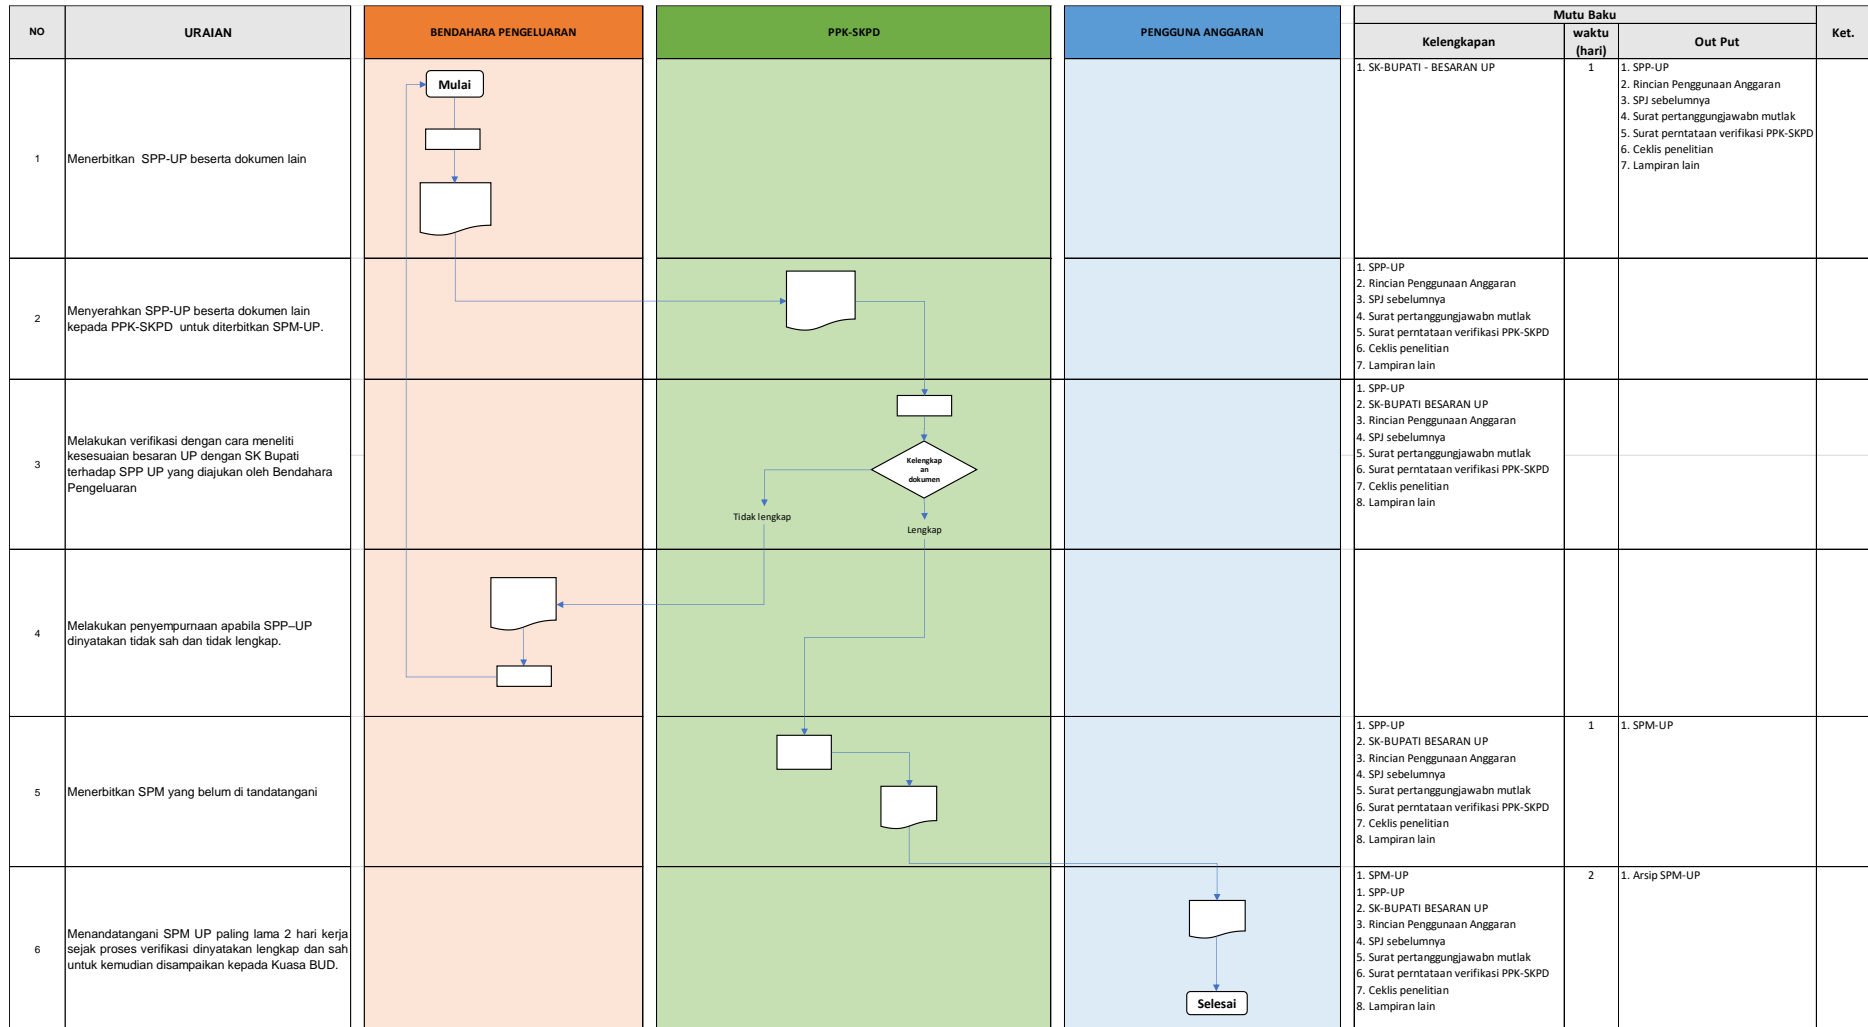 NO
URAIAN
BENDAHARA PENGELUARAN
PPK-SKPD
PENGGUNA ANGGARAN
Mutu Baku
Kelengkapan
waktu
(hari)
Out Put
Ket.
1
Menerbitkan  SPP-UP beserta dokumen lain
Mulai
1. SK-BUPATI - BESARAN UP
1
1. SPP-UP
2. Rincian Penggunaan Anggaran
3. SPJ sebelumnya
4. Surat pertanggungjawabn mutlak
5. Surat perntataan verifikasi PPK-SKPD
6. Ceklis penelitian
7. Lampiran lain
2
Menyerahkan SPP-UP beserta dokumen lain
kepada PPK-SKPD  untuk diterbitkan SPM-UP.
1. SPP-UP
2. Rincian Penggunaan Anggaran
3. SPJ sebelumnya
4. Surat pertanggungjawabn mutlak
5. Surat perntataan verifikasi PPK-SKPD
6. Ceklis penelitian
7. Lampiran lain
3
Melakukan verifikasi dengan cara meneliti
kesesuaian besaran UP dengan SK Bupati
terhadap SPP UP yang diajukan oleh Bendahara
Pengeluaran
Kelengkap
an
dokumen
Tidak lengkap
Lengkap
1. SPP-UP
2. SK-BUPATI BESARAN UP
3. Rincian Penggunaan Anggaran
4. SPJ sebelumnya
5. Surat pertanggungjawabn mutlak
6. Surat perntataan verifikasi PPK-SKPD
7. Ceklis penelitian
8. Lampiran lain
4
Melakukan penyempurnaan apabila SPP–UP
dinyatakan tidak sah dan tidak lengkap.
5
Menerbitkan SPM yang belum di tandatangani
1. SPP-UP
2. SK-BUPATI BESARAN UP
3. Rincian Penggunaan Anggaran
4. SPJ sebelumnya
5. Surat pertanggungjawabn mutlak
6. Surat perntataan verifikasi PPK-SKPD
7. Ceklis penelitian
8. Lampiran lain
1
1. SPM-UP
6
Menandatangani SPM UP paling lama 2 hari kerja
sejak proses verifikasi dinyatakan lengkap dan sah
untuk kemudian disampaikan kepada Kuasa BUD.
Selesai
1. SPM-UP
1. SPP-UP
2. SK-BUPATI BESARAN UP
3. Rincian Penggunaan Anggaran
4. SPJ sebelumnya
5. Surat pertanggungjawabn mutlak
6. Surat perntataan verifikasi PPK-SKPD
7. Ceklis penelitian
8. Lampiran lain
2
1. Arsip SPM-UP